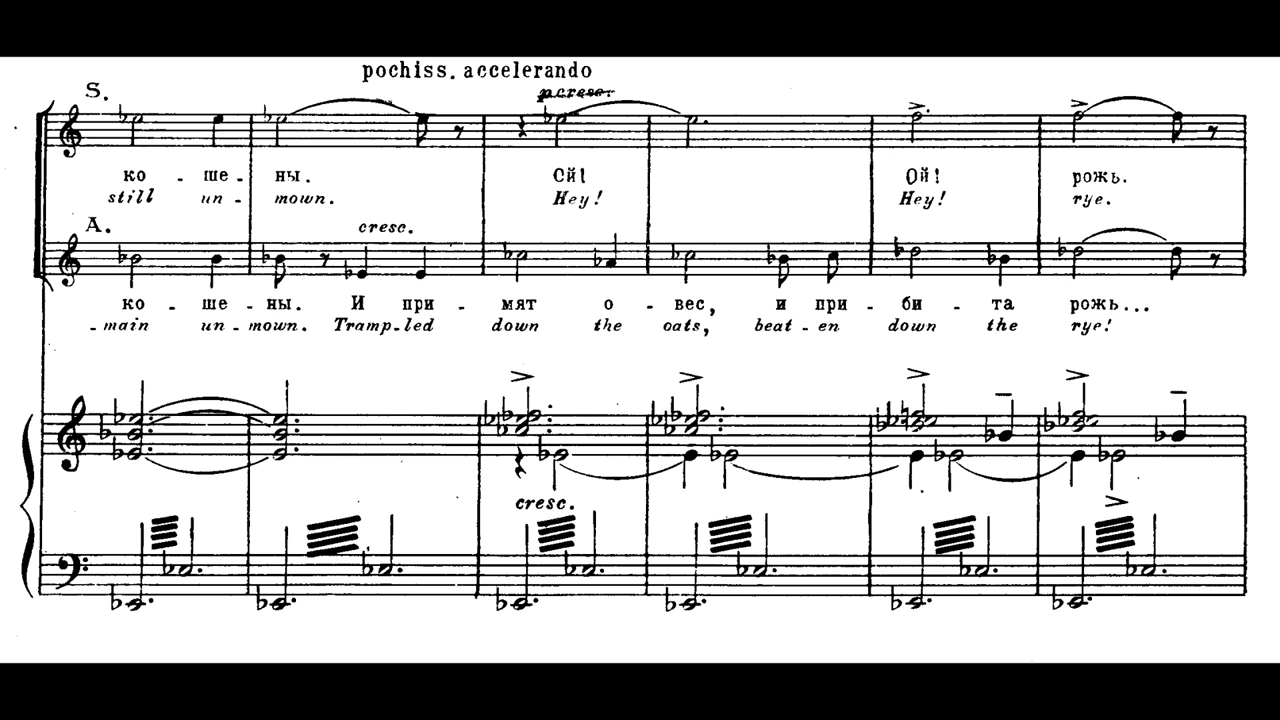 pochiss. accelerando
S.
p cresc.
ко - ше - ны. Ой! Ой! рожь.
still un - mown. Hey! Hey! rye.
A.
cresc.
ко - ше - ны. И при - мят о - вес, и при - би - та рожь...
- main un - mown. Tramp - led down the oats, beat - en down the rye!
cresc.